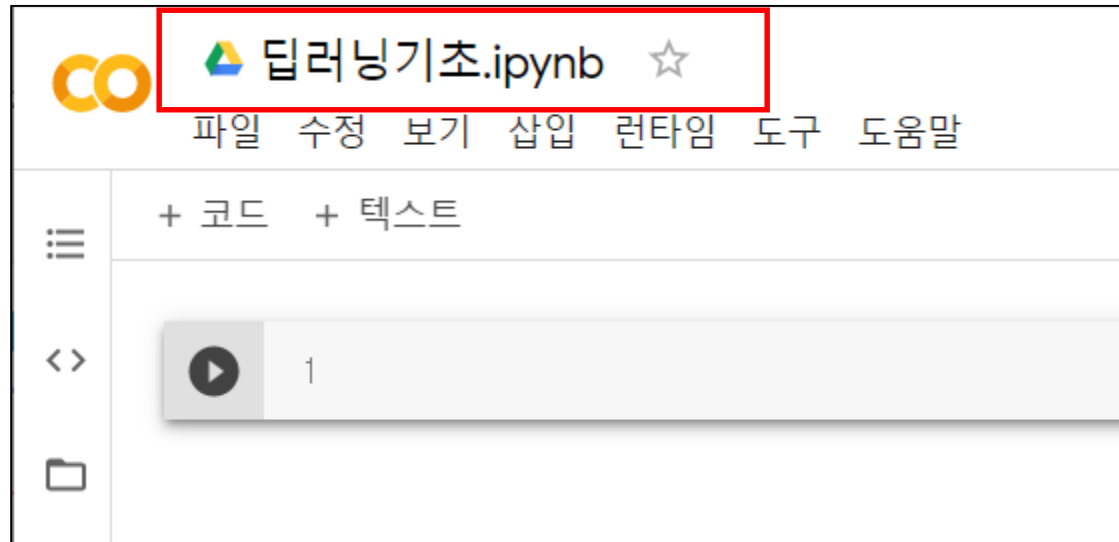 딥러닝기초.ipynb
파일 수정 보기 삽입 런타임 도구 도움말
+ 코드 + 텍스트
1